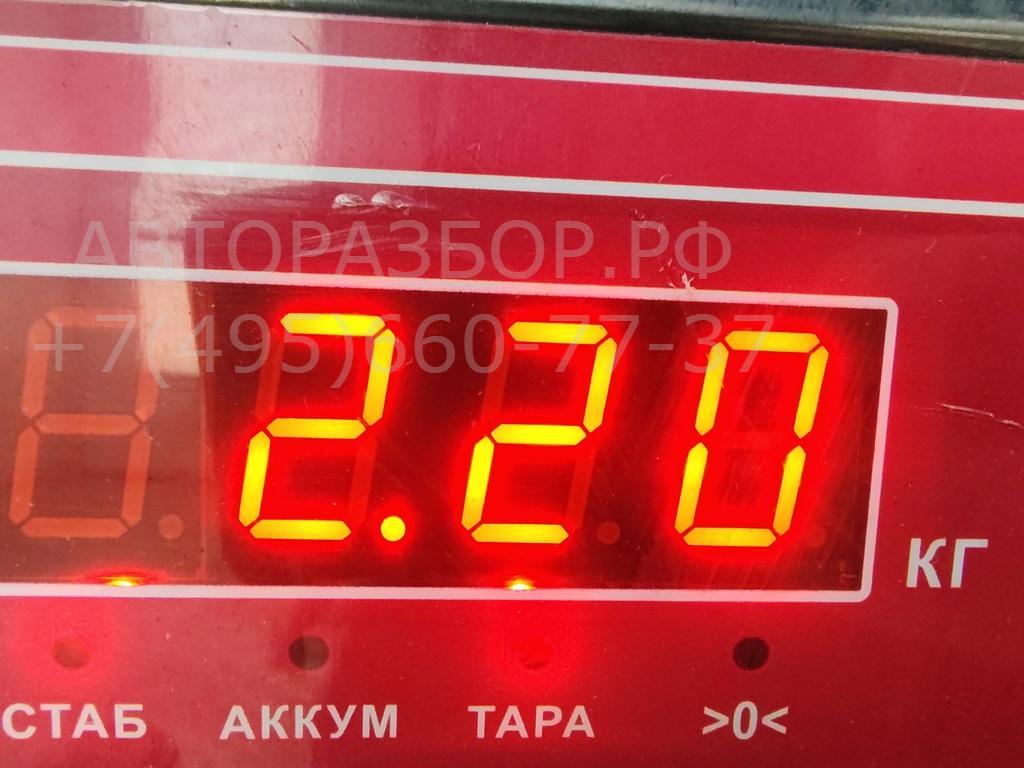 АВТОРАЗБОР.РФ
+7(495)660-77-37
2.20
КГ
СТАБ АККУМ ТАРА >0<